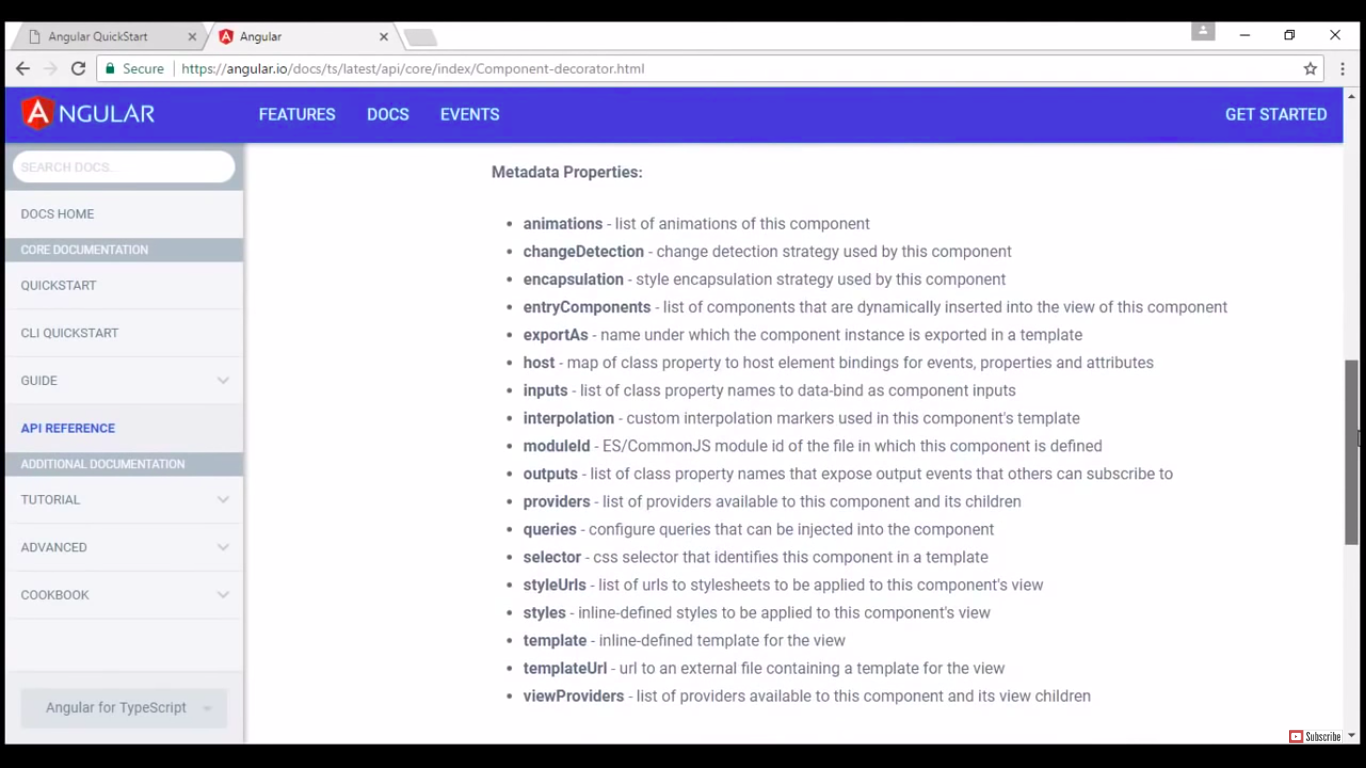 Angular QuickStart
Angular
Secure
https://angular.io/docs/ts/latest/api/core/index/Component-decorator.html
A NGULAR
FEATURES
DOCS
EVENTS
GET STARTED
SEARCH DOCS...
DOCS HOME
CORE DOCUMENTATION
QUICKSTART
CLI QUICKSTART
GUIDE
API REFERENCE
ADDITIONAL DOCUMENTATION
TUTORIAL
ADVANCED
COOKBOOK
Angular for TypeScript
Metadata Properties:
• animations - list of animations of this component
• changeDetection - change detection strategy used by this component
• encapsulation - style encapsulation strategy used by this component
• entryComponents - list of components that are dynamically inserted into the view of this component
• exportAs - name under which the component instance is exported in a template
• host - map of class property to host element bindings for events, properties and attributes
• inputs - list of class property names to data-bind as component inputs
• interpolation - custom interpolation markers used in this component's template
• moduleId - ES/CommonJS module id of the file in which this component is defined
• outputs - list of class property names that expose output events that others can subscribe to
• providers - list of providers available to this component and its children
• queries - configure queries that can be injected into the component
• selector - css selector that identifies this component in a template
• styleUrls - list of urls to stylesheets to be applied to this component's view
• styles - inline-defined styles to be applied to this component's view
• template - inline-defined template for the view
• templateUrl - url to an external file containing a template for the view
• viewProviders - list of providers available to this component and its view children
Subscribe